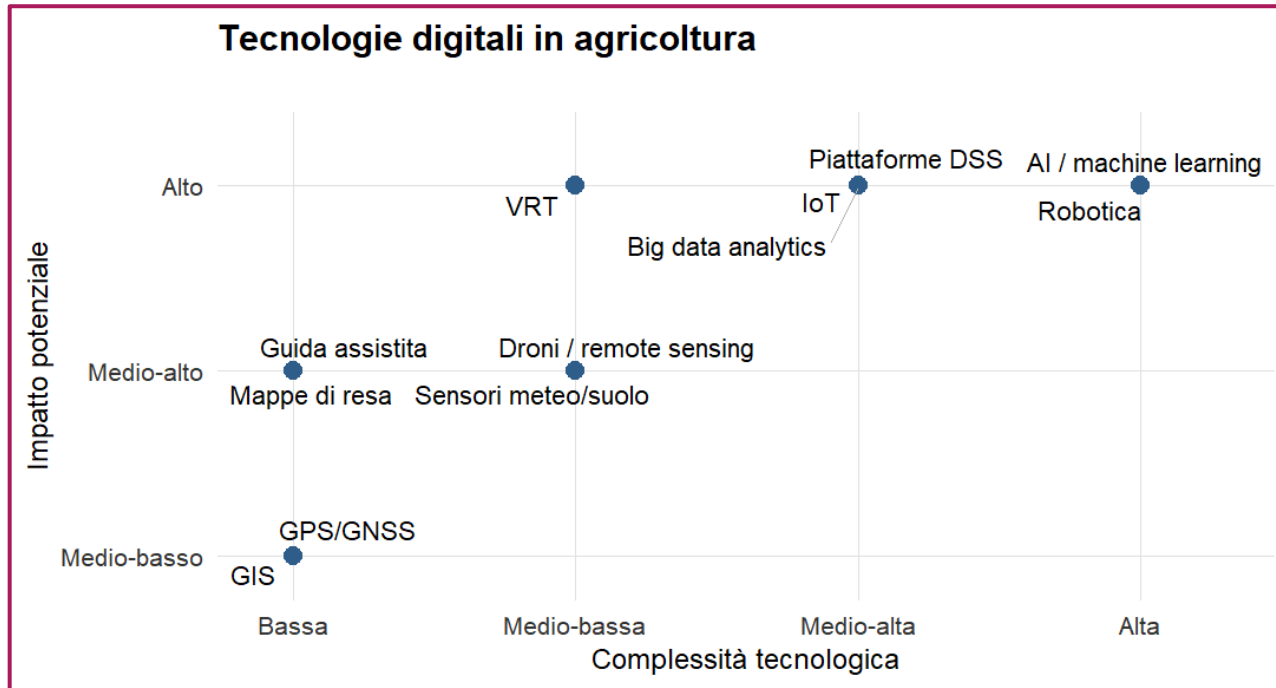 Tecnologie digitali in agricoltura
Impatto potenziale
Alto
Medio-alto
Medio-basso
Piattaforme DSS
AI / machine learning
VRT
IoT
Robotica
Big data analytics
Guida assistita
Droni / remote sensing
Mappe di resa
Sensori meteo/suolo
GPS/GNSS
GIS
Bassa
Medio-bassa
Medio-alta
Alta
Complessità tecnologica